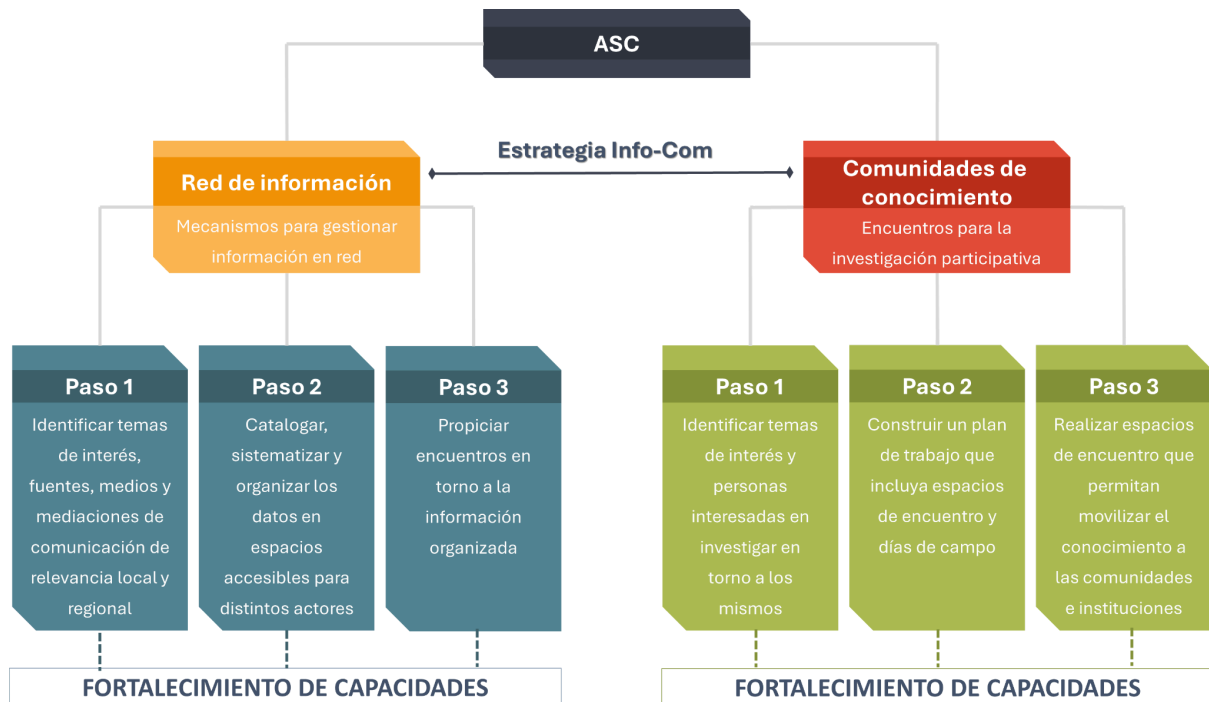 ASC
Estrategia Info-Com
Red de información
Mecanismos para gestionar
información en red
Comunidades de
conocimiento
Encuentros para la
investigación participativa
Paso 1
Identificar temas
de interés,
fuentes, medios y
mediaciones de
comunicación de
relevancia local y
regional
Paso 2
Catalogar,
sistematizar y
organizar los
datos en
espacios
accesibles para
distintos actores
Paso 3
Propiciar
encuentros en
torno a la
información
organizada
Paso 1
Identificar temas
de interés y
personas
interesadas en
investigar en
torno a los
mismos
Paso 2
Construir un plan
de trabajo que
incluya espacios
de encuentro y
días de campo
Paso 3
Realizar espacios
de encuentro que
permitan
movilizar el
conocimiento a
las comunidades
e instituciones
FORTALECIMIENTO DE CAPACIDADES
FORTALECIMIENTO DE CAPACIDADES